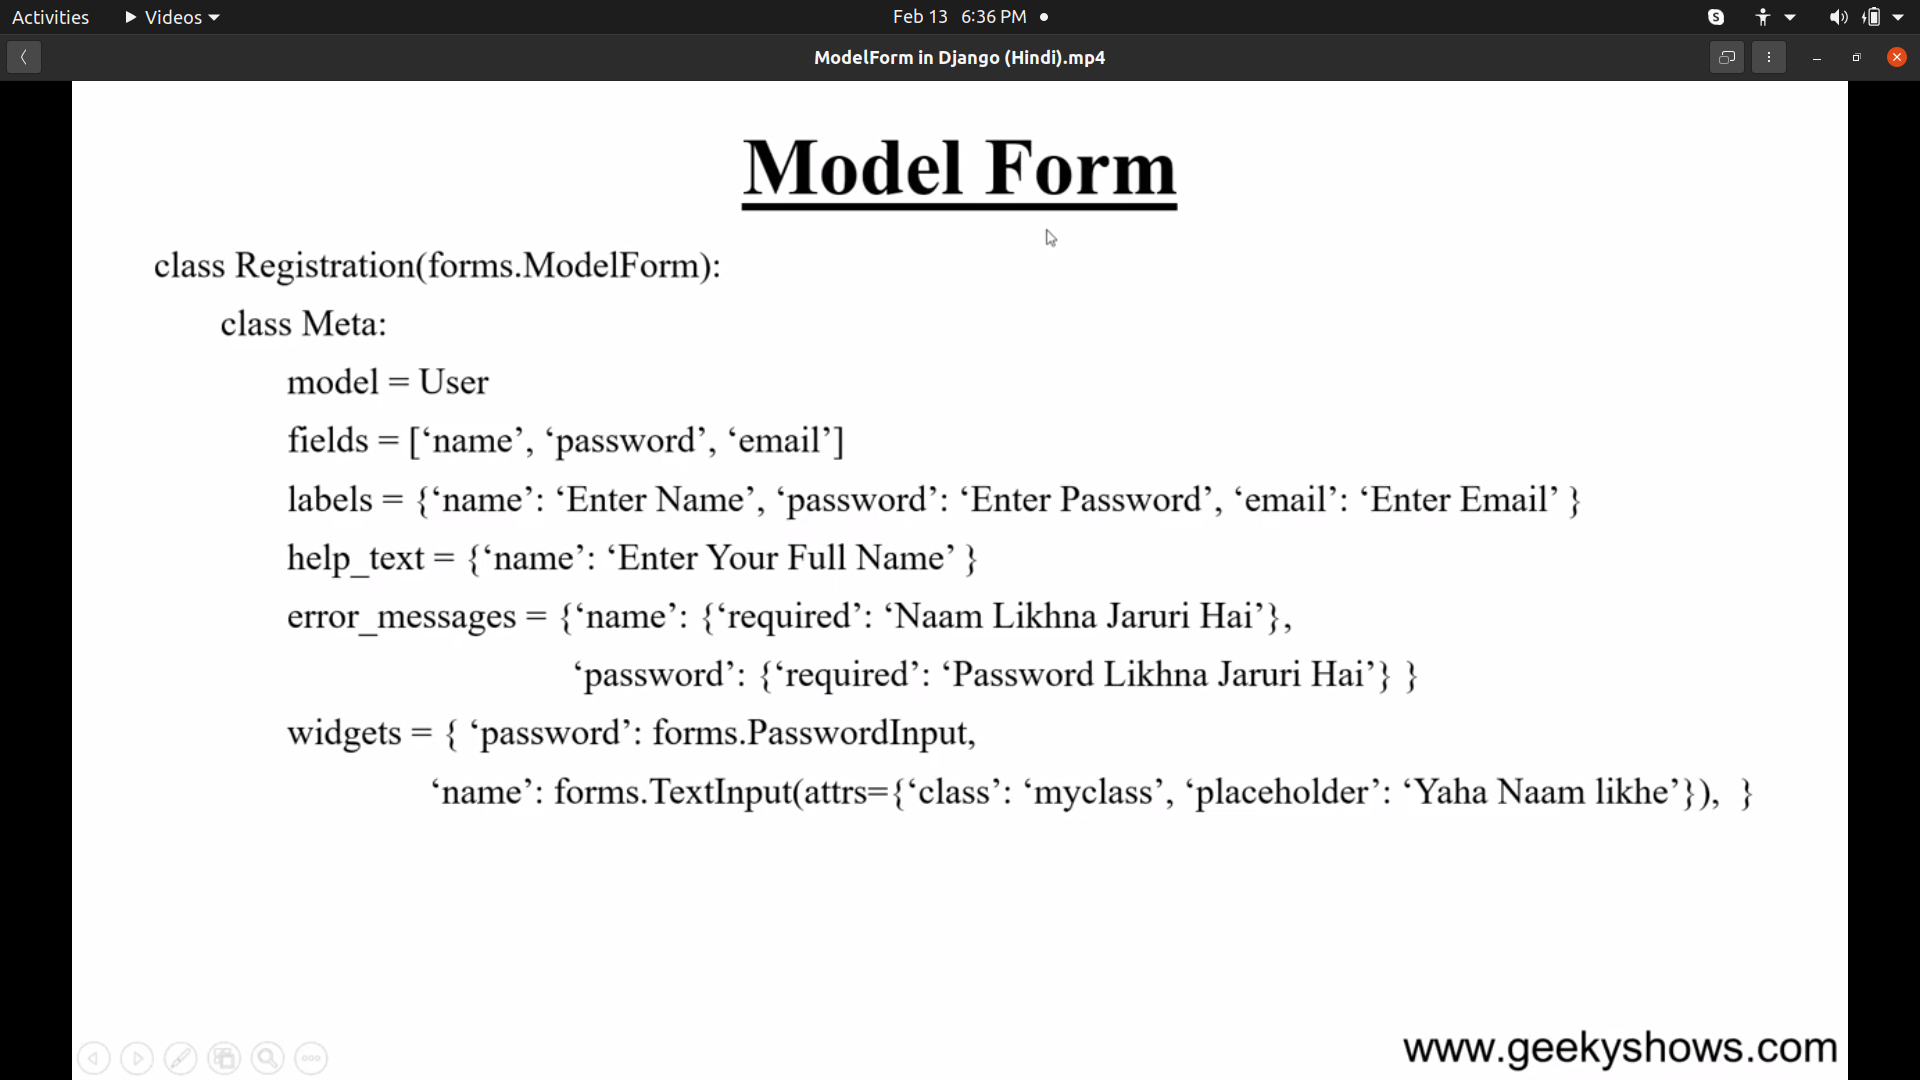 Activities Videos Feb 13 6:36 PM
ModelForm in Django (Hindi).mp4
Model Form
class Registration(forms.ModelForm):
class Meta:
model = User
fields = [‘name’, ‘password’, ‘email’]
labels = {‘name’: ‘Enter Name’, ‘password’: ‘Enter Password’, ‘email’: ‘Enter Email’ }
help_text = {‘name’: ‘Enter Your Full Name’ }
error_messages = {‘name’: {‘required’: ‘Naam Likhna Jaruri Hai’},
‘password’: {‘required’: ‘Password Likhna Jaruri Hai’} }
widgets = { ‘password’: forms.PasswordInput,
‘name’: forms.TextInput(attrs={‘class’: ‘myclass’, ‘placeholder’: ‘Yaha Naam likhe’}), }
www.geekyshows.com